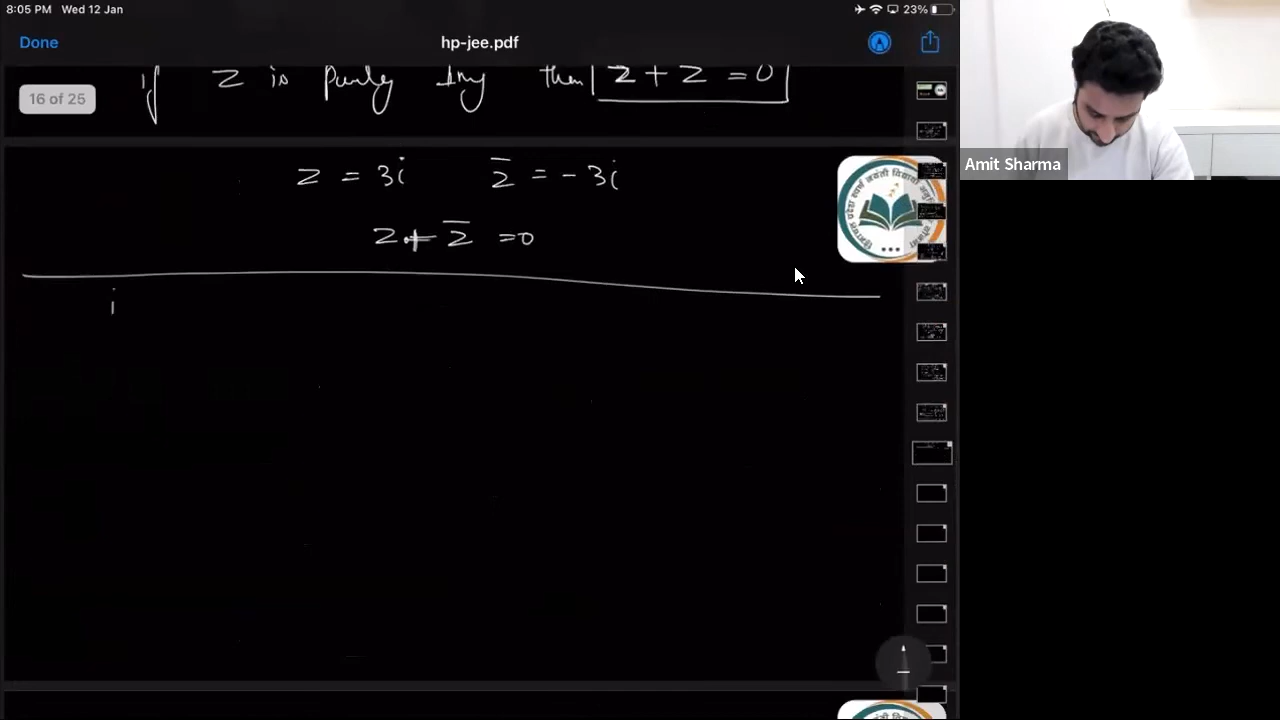 8:05 PM Wed 12 Jan
23%
Done
hp-jee.pdf
16 of 25
if z is purely Img then z + z̅ = 0
z = 3i z̅ = -3i
z + z̅ = 0
i
Amit Sharma